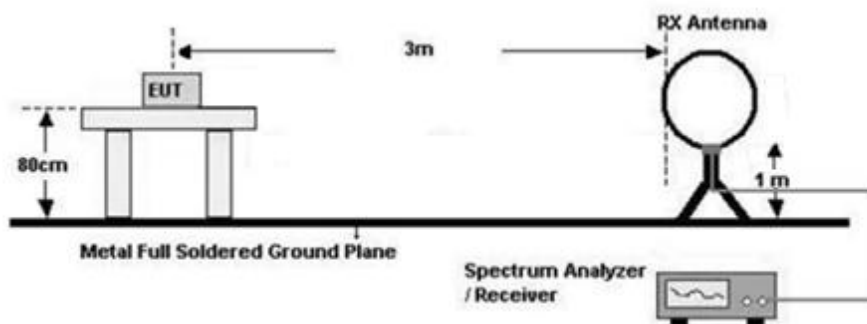 RX Antenna
3m
EUT
80cm
1 m
Metal Full Soldered Ground Plane
Spectrum Analyzer
/ Receiver